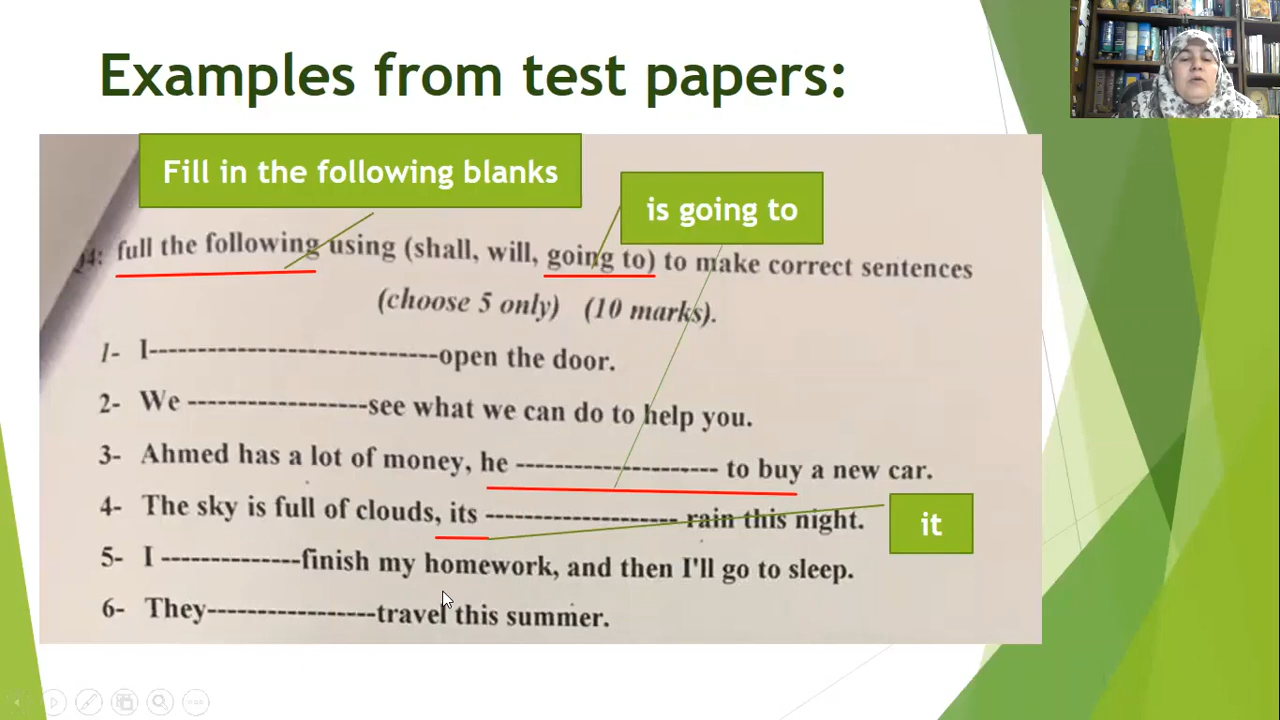 Examples from test papers:
Fill in the following blanks
is going to
Q4: full the following using (shall, will, going to) to make correct sentences
(choose 5 only) (10 marks).
1- I-----------------------------open the door.
2- We ------------------see what we can do to help you.
3- Ahmed has a lot of money, he -------------------- to buy a new car.
4- The sky is full of clouds, its ------------------- rain this night.
it
5- I --------------finish my homework, and then I'll go to sleep.
6- They-----------------travel this summer.